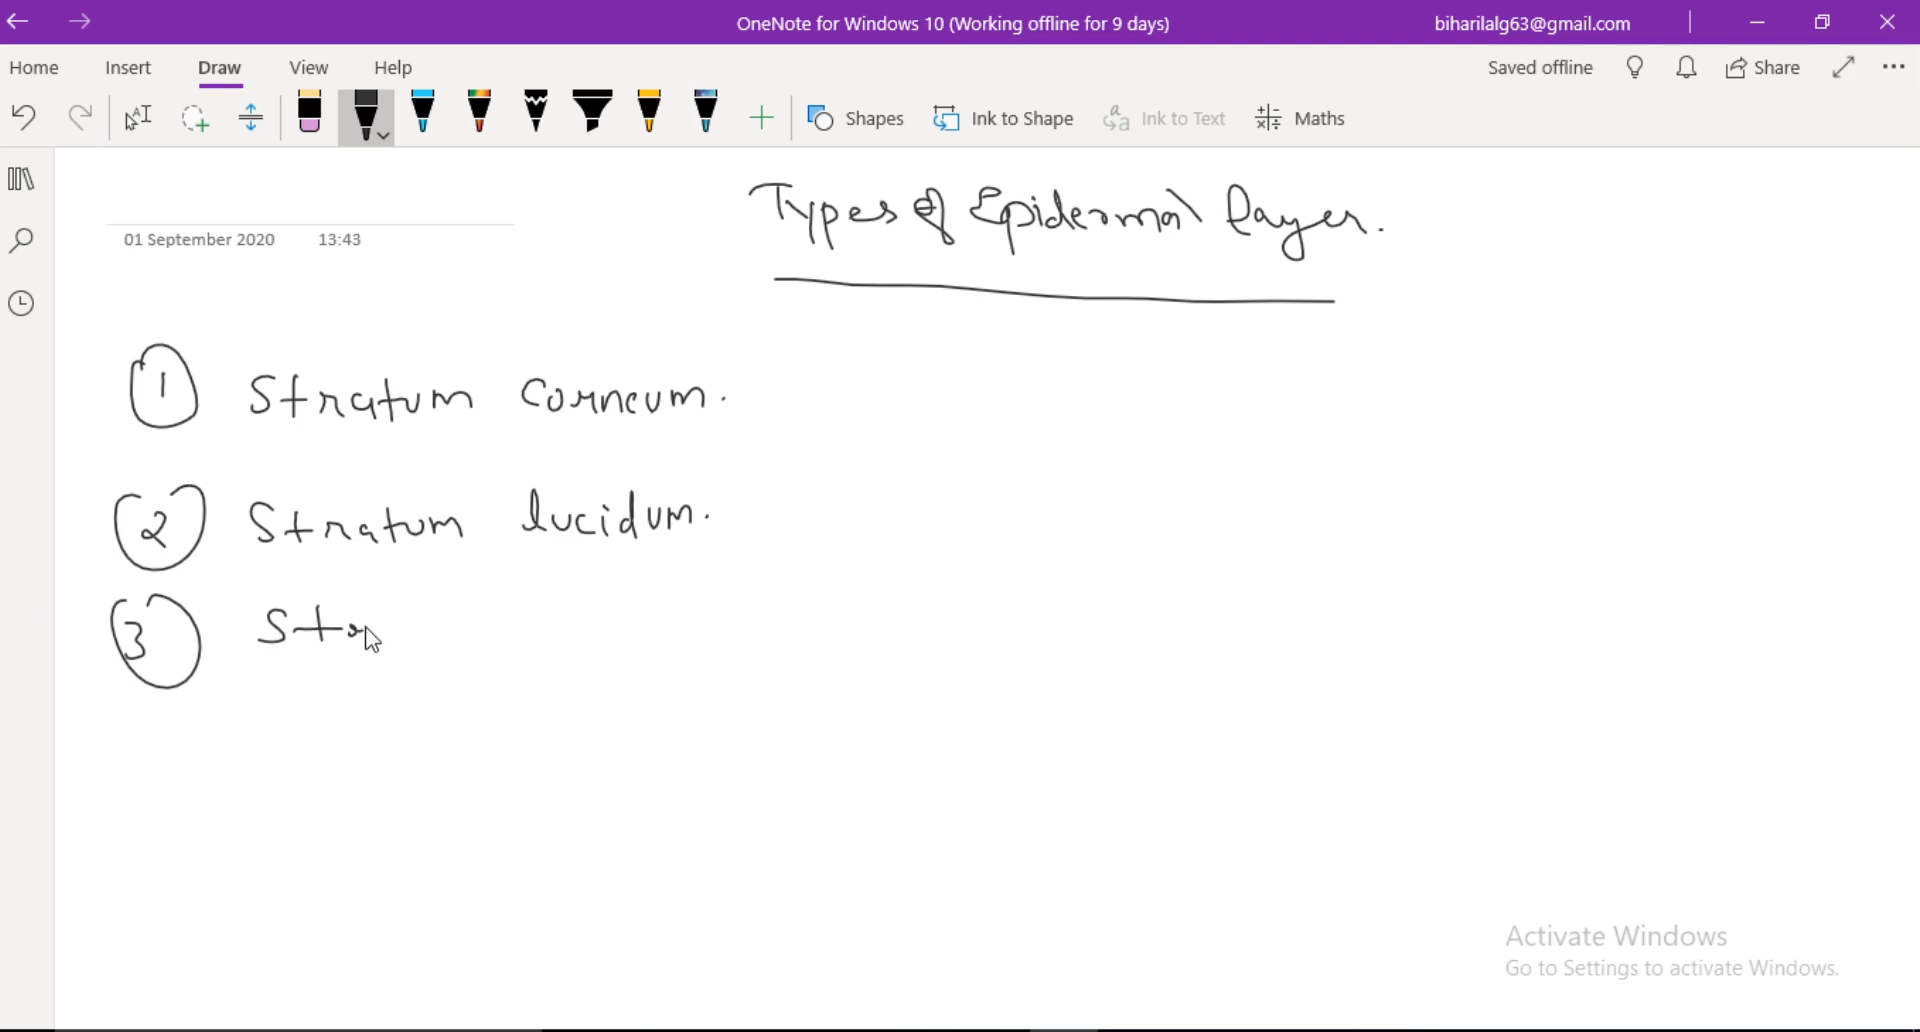 OneNote for Windows 10 (Working offline for 9 days) biharilalg63@gmail.com
Home Insert Draw View Help Saved offline Share
Shapes Ink to Shape Ink to Text Maths
Types of Epidermal layer.
01 September 2020 13:43
1 Stratum Corneum.
2 Stratum lucidum.
3 Str
Activate Windows
Go to Settings to activate Windows.